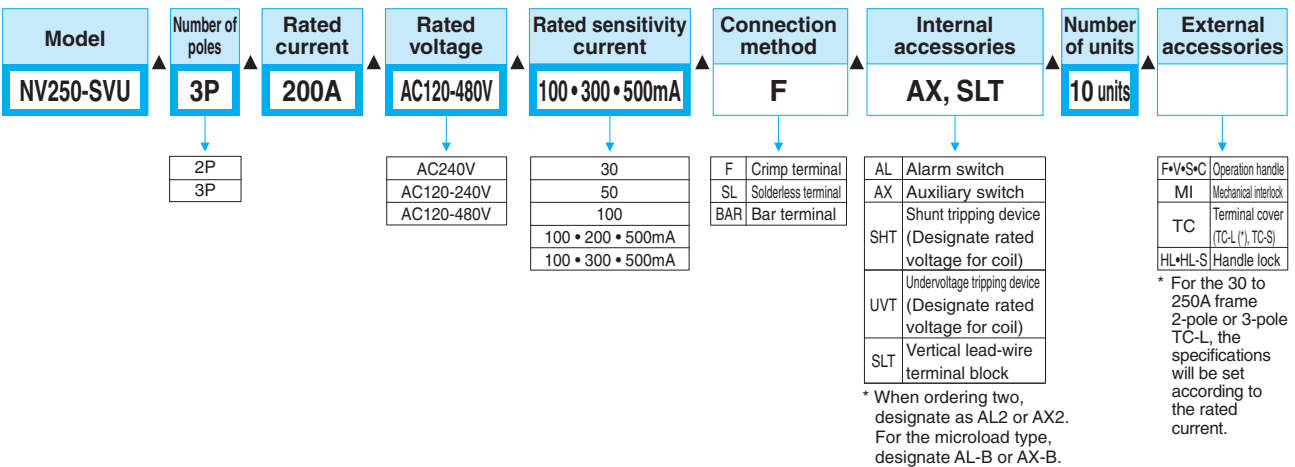 Model
NV250-SVU
Number of
poles
3P
2P
3P
Rated
current
200A
Rated
voltage
AC120-480V
AC240V
AC120-240V
AC120-480V
Rated sensitivity
current
100•300•500mA
30
50
100
100 • 200 • 500mA
100 • 300 • 500mA
Connection
method
F
F Crimp terminal
SL Solderless terminal
BAR Bar terminal
Internal
accessories
AX, SLT
AL Alarm switch
AX Auxiliary switch
SHT Shunt tripping device
(Designate rated
voltage for coil)
UVT Undervoltage tripping device
(Designate rated
voltage for coil)
SLT Vertical lead-wire
terminal block
* When ordering two,
designate as AL2 or AX2.
For the microload type,
designate AL-B or AX-B.
Number
of units
10 units
External
accessories
F•V•S•C Operation handle
MI Mechanical interlock
TC Terminal cover
(TC-L (*), TC-S)
HL•HL-S Handle lock
* For the 30 to
250A frame
2-pole or 3-pole
TC-L, the
specifications
will be set
according to
the rated
current.